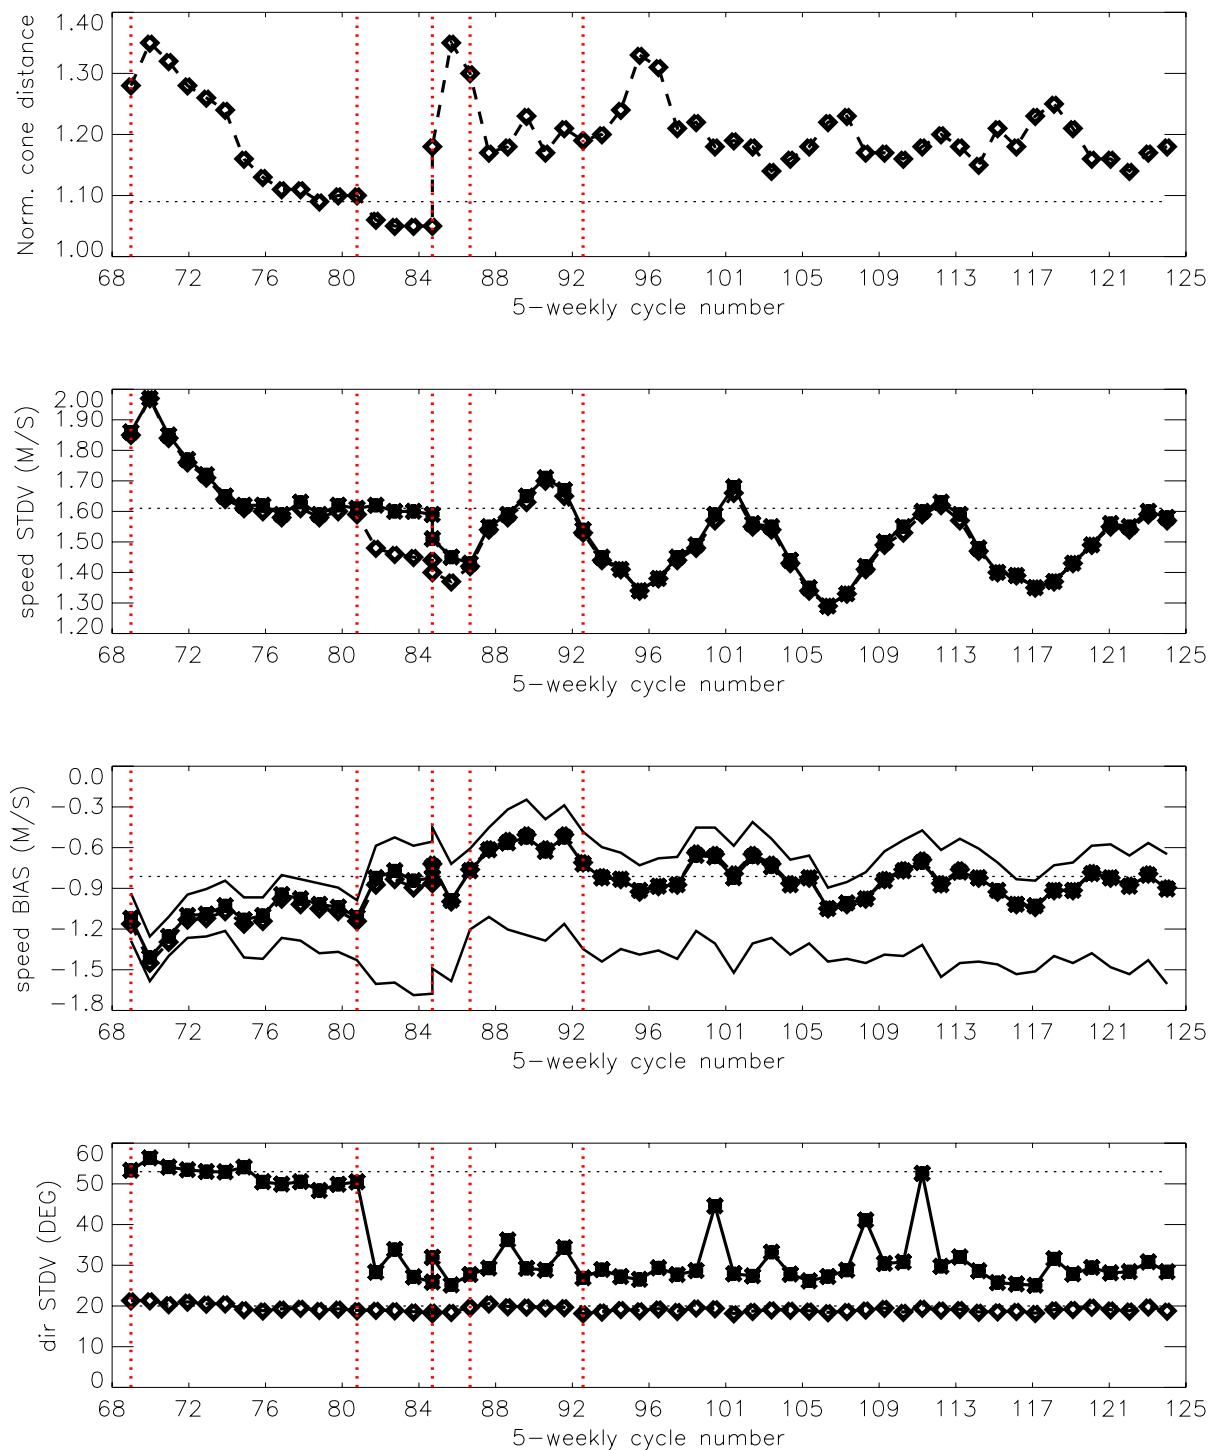 Norm. cone distance
1.40
1.30
1.20
1.10
1.00
68 72 76 80 84 88 92 96 101 105 109 113 117 121 125
5-weekly cycle number
speed STDV (M/S)
2.00
1.90
1.80
1.70
1.60
1.50
1.40
1.30
1.20
68 72 76 80 84 88 92 96 101 105 109 113 117 121 125
5-weekly cycle number
speed BIAS (M/S)
0.0
-0.3
-0.6
-0.9
-1.2
-1.5
-1.8
68 72 76 80 84 88 92 96 101 105 109 113 117 121 125
5-weekly cycle number
dir STDV (DEG)
60
50
40
30
20
10
0
68 72 76 80 84 88 92 96 101 105 109 113 117 121 125
5-weekly cycle number